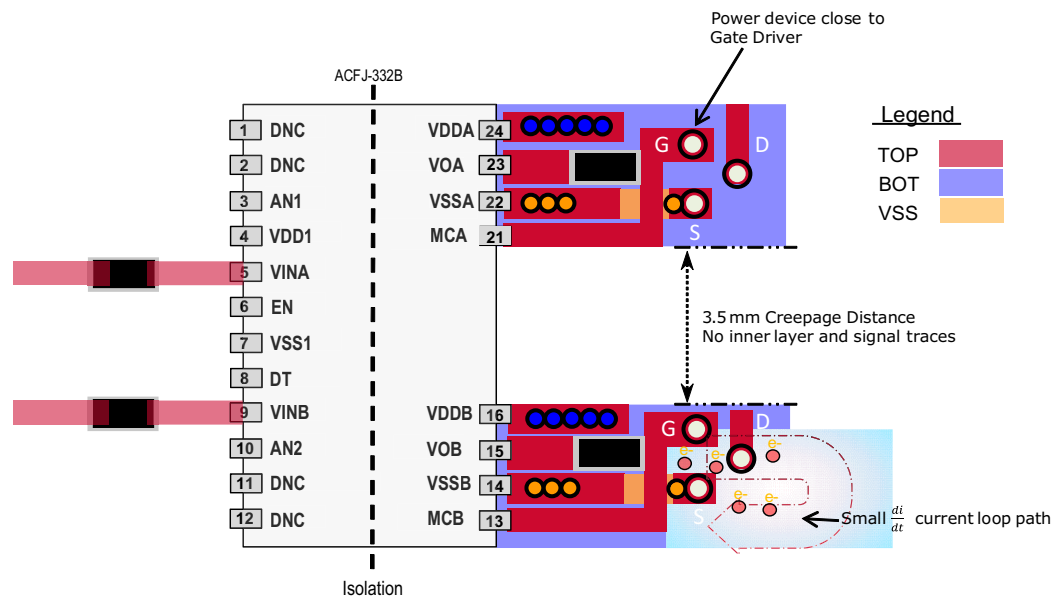 Power device close to
Gate Driver
ACFJ-332B
Legend
TOP
BOT
VSS
1 DNC
2 DNC
3 AN1
4 VDD1
5 VINA
6 EN
7 VSS1
8 DT
9 VINB
10 AN2
11 DNC
12 DNC
VDDA 24
VOA 23
VSSA 22
MCA 21
G
D
S
3.5 mm Creepage Distance
No inner layer and signal traces
VDDB 16
VOB 15
VSSB 14
MCB 13
G
D
S
e-
e-
e-
e-
e-
Small di/dt current loop path
Isolation